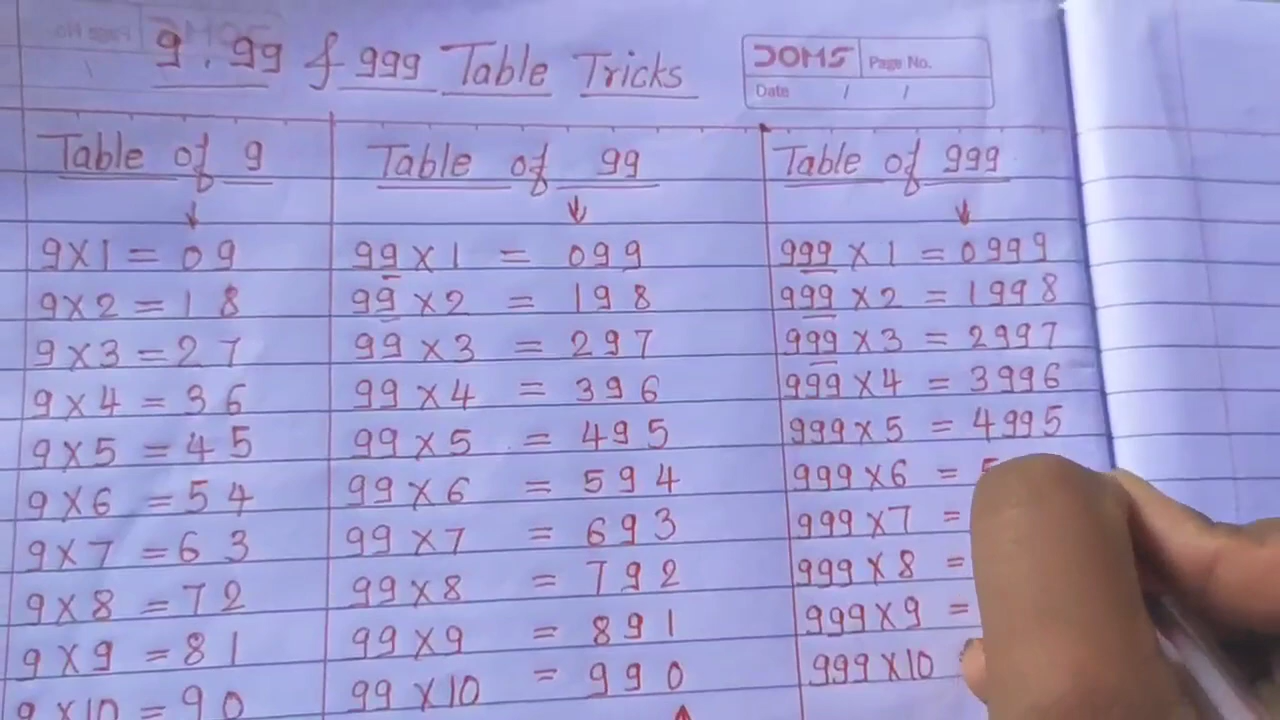 9. 99 & 999 Table Tricks
DOMS Page No.
Date / /
Table of 9
↓
9x1 = 09
9x2 = 18
9x3 = 27
9x4 = 36
9x5 = 45
9x6 = 54
9x7 = 63
9x8 = 72
9x9 = 81
9x10 = 90
Table of 99
↓
99x1 = 099
99x2 = 198
99x3 = 297
99x4 = 396
99x5 = 495
99x6 = 594
99x7 = 693
99x8 = 792
99x9 = 891
99x10 = 990
Table of 999
↓
999x1 = 0999
999x2 = 1998
999x3 = 2997
999x4 = 3996
999x5 = 4995
999x6 = 5
999x7 =
999x8 =
999x9 =
999x10